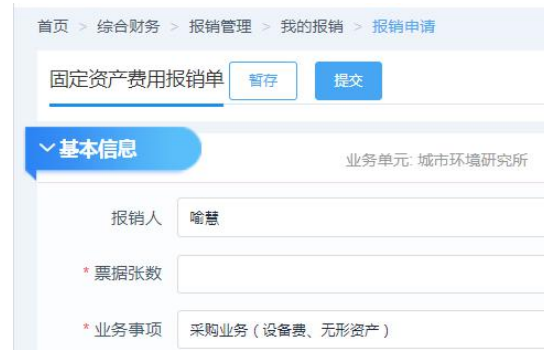 首页 > 综合财务 > 报销管理 > 我的报销 > 报销申请
固定资产费用报销单 暂存 提交
基本信息 业务单元: 城市环境研究所
报销人 喻慧
* 票据张数
* 业务事项 采购业务（设备费、无形资产）